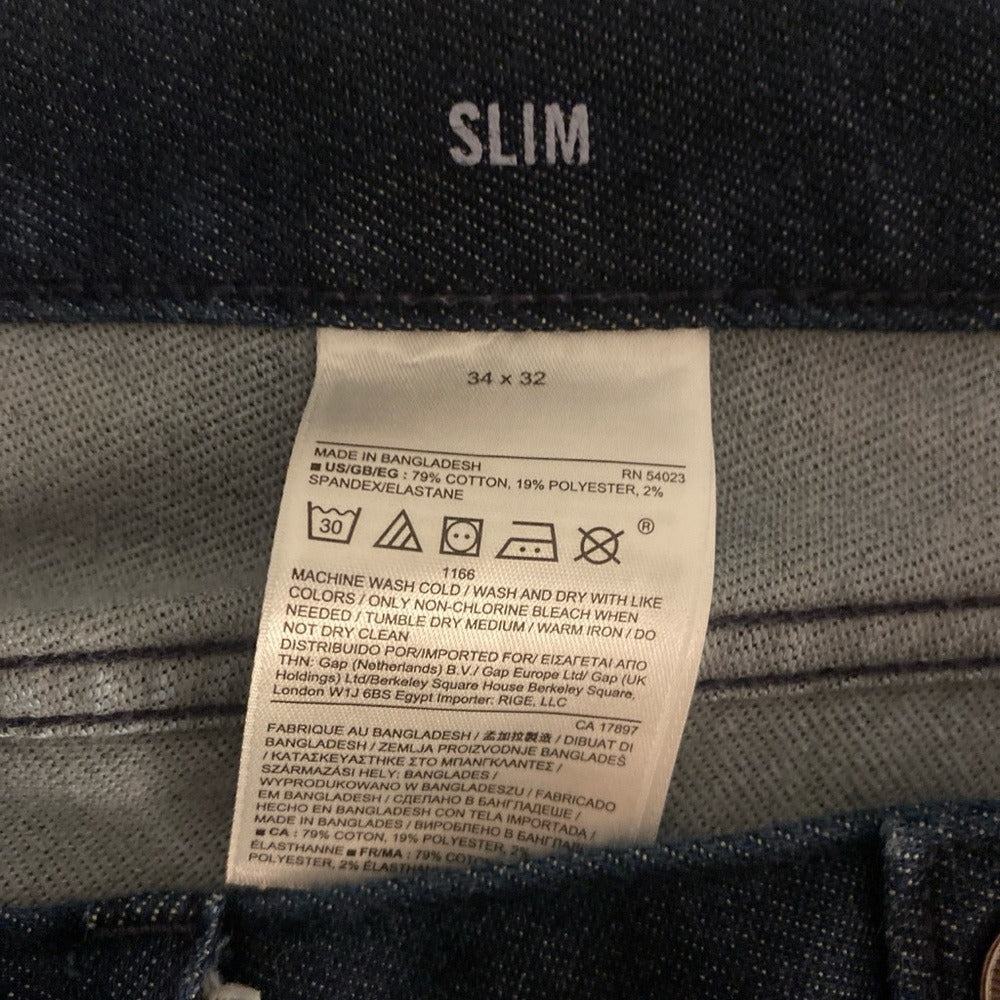 SLIM
34 x 32
MADE IN BANGLADESH RN 54023
■ US/GB/EG : 79% COTTON, 19% POLYESTER, 2%
SPANDEX/ELASTANE
30 ®
1166
MACHINE WASH COLD / WASH AND DRY WITH LIKE
COLORS / ONLY NON-CHLORINE BLEACH WHEN
NEEDED / TUMBLE DRY MEDIUM / WARM IRON / DO
NOT DRY CLEAN
DISTRIBUIDO POR/IMPORTED FOR/ ΕΙΣΑΓΕΤΑΙ ΑΠΟ
ΤΗΝ: Gap (Netherlands) B.V./ Gap Europe Ltd/ Gap (UK
Holdings) Ltd/Berkeley Square House Berkeley Square,
London W1J 6BS Egypt Importer: RIGE, LLC
CA 17897
FABRIQUE AU BANGLADESH / 孟加拉製造 / DIBUAT DI
BANGLADESH / ZEMLJA PROIZVODNJE BANGLADEŠ
/ ΚΑΤΑΣΚΕΥΑΣΤΗΚΕ ΣΤΟ ΜΠΑΝΓΚΛΑΝΤΕΣ /
SZÁRMAZÁSI HELY: BANGLADES /
WYPRODUKOWANO W BANGLADESZU / FABRICADO
EM BANGLADESH / СДЕЛАНО В БАНГЛАДЕШЕ /
HECHO EN BANGLADESH CON TELA IMPORTADA /
MADE IN BANGLADES / ВИРОБЛЕНО В
■ CA : 79% COTON, 19% POLYESTER, 2%
ÉLASTHANNE ■ FR/MA : 79%
POLYESTER, 2%